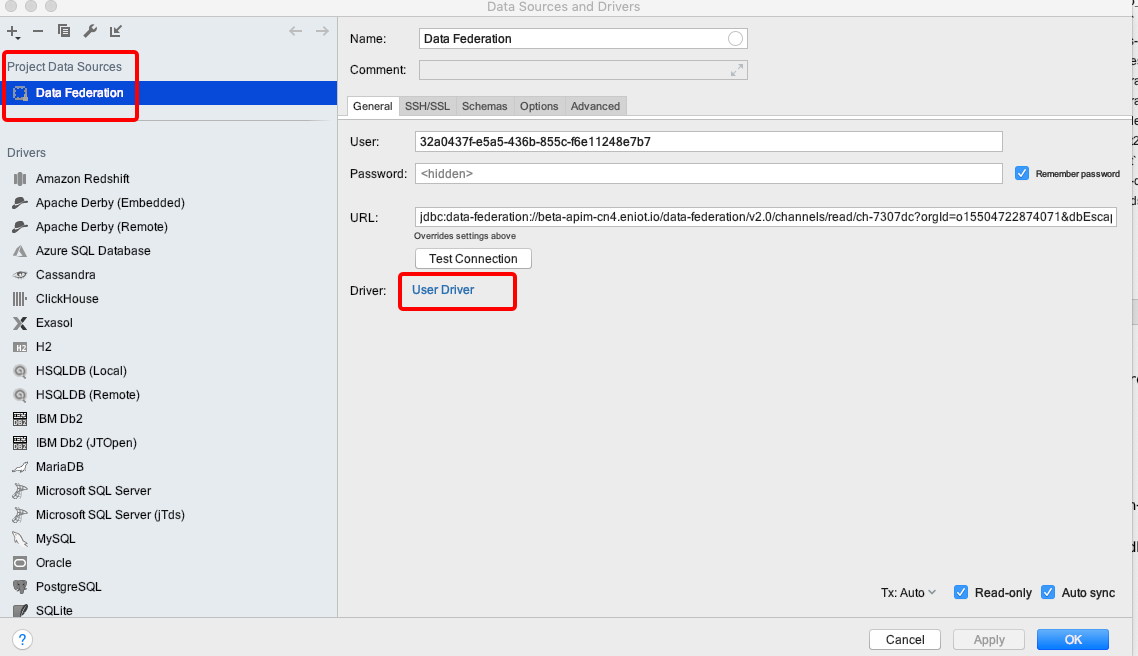 Data Sources and Drivers
Project Data Sources
Data Federation
Drivers
Amazon Redshift
Apache Derby (Embedded)
Apache Derby (Remote)
Azure SQL Database
Cassandra
ClickHouse
Exasol
H2
HSQLDB (Local)
HSQLDB (Remote)
IBM Db2
IBM Db2 (JTOpen)
MariaDB
Microsoft SQL Server
Microsoft SQL Server (jTds)
MySQL
Oracle
PostgreSQL
SQLite
Name: Data Federation
Comment:
General SSH/SSL Schemas Options Advanced
User: 32a0437f-e5a5-436b-855c-f6e11248e7b7
Password: <hidden> Remember password
URL: jdbc:data-federation://beta-apim-cn4.eniot.io/data-federation/v2.0/channels/read/ch-7307dc?orgId=o15504722874071&dbEscap
Overrides settings above
Test Connection
Driver: User Driver
Tx: Auto Read-only Auto sync
? Cancel Apply OK